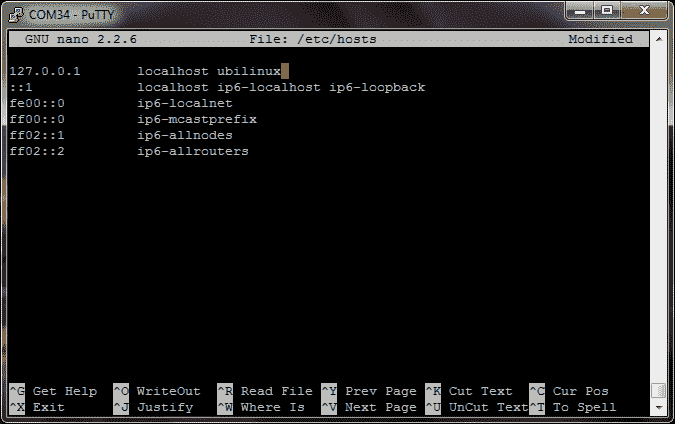 COM34 - PuTTY
GNU nano 2.2.6 File: /etc/hosts Modified
127.0.0.1 localhost ubilinux
::1 localhost ip6-localhost ip6-loopback
fe00::0 ip6-localnet
ff00::0 ip6-mcastprefix
ff02::1 ip6-allnodes
ff02::2 ip6-allrouters
^G Get Help ^O WriteOut ^R Read File ^Y Prev Page ^K Cut Text ^C Cur Pos
^X Exit ^J Justify ^W Where Is ^V Next Page ^U UnCut Text ^T To Spell